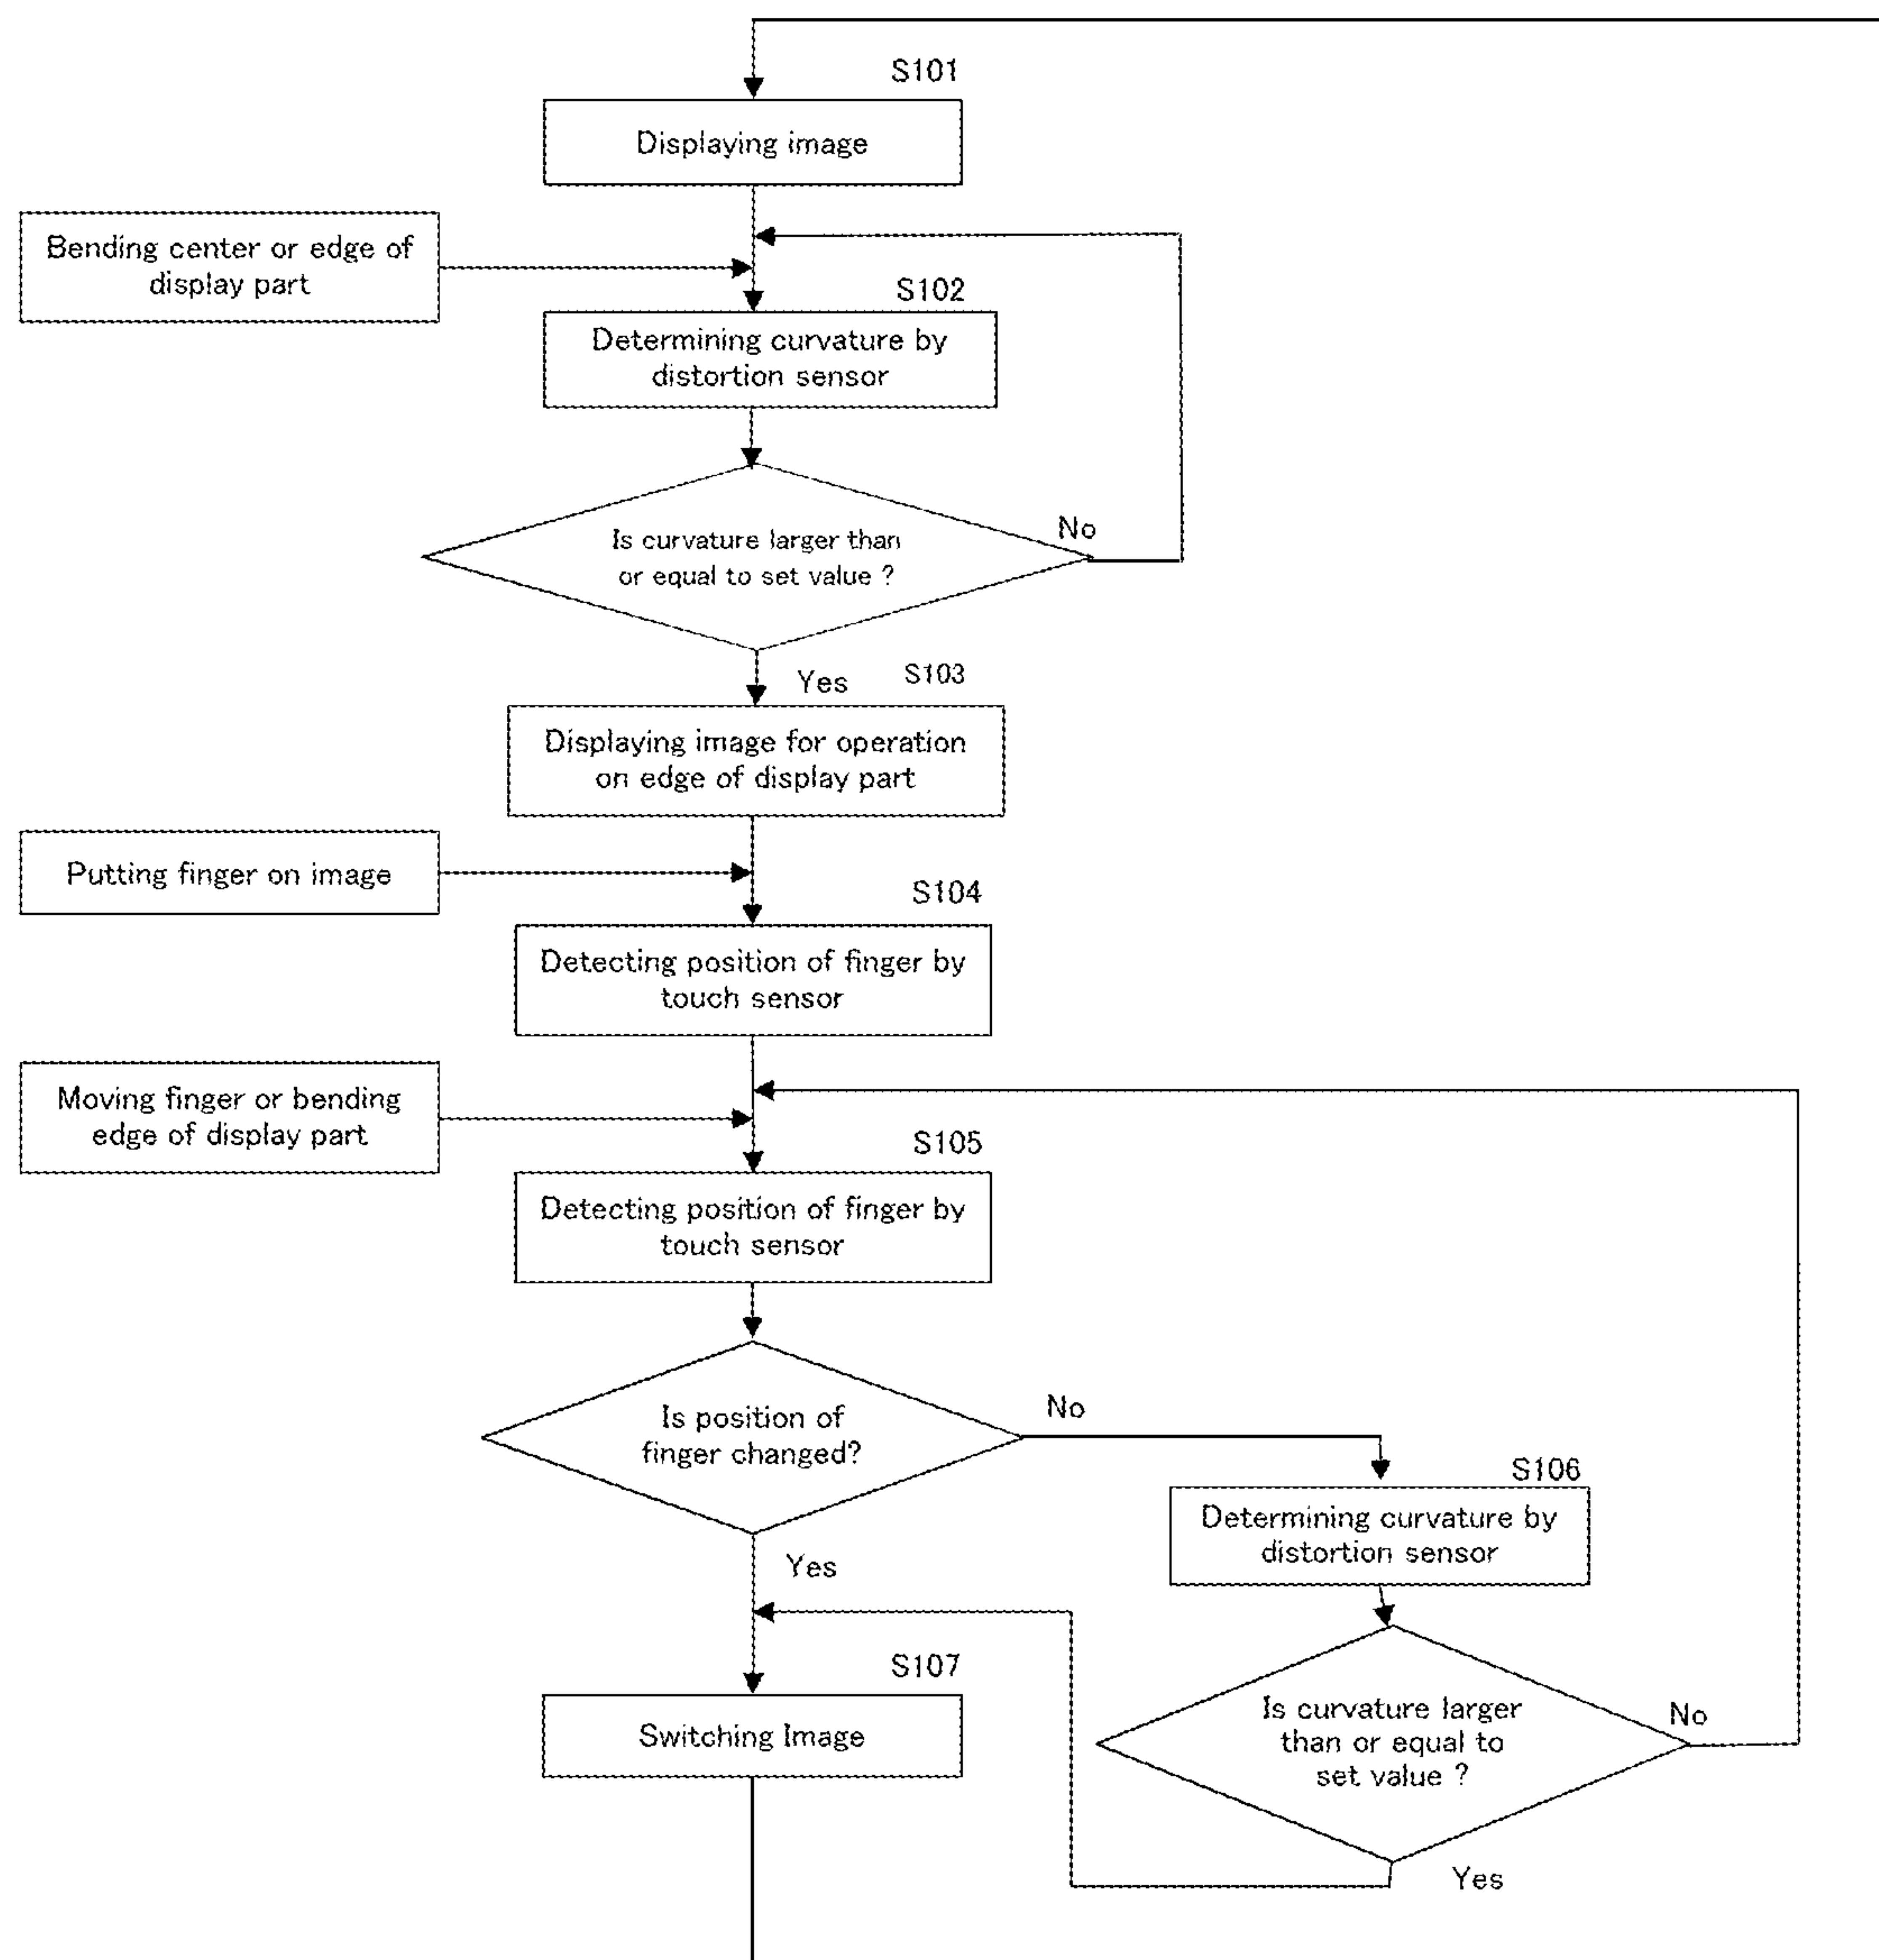 S101
Displaying image
Bending center or edge of
display part
S102
Determining curvature by
distortion sensor
Is curvature larger than
or equal to set value ?
No
Yes
S103
Displaying image for operation
on edge of display part
Putting finger on image
S104
Detecting position of finger by
touch sensor
Moving finger or bending
edge of display part
S105
Detecting position of finger by
touch sensor
Is position of
finger changed?
No
Yes
S106
Determining curvature by
distortion sensor
Is curvature larger
than or equal to
set value ?
No
Yes
S107
Switching Image